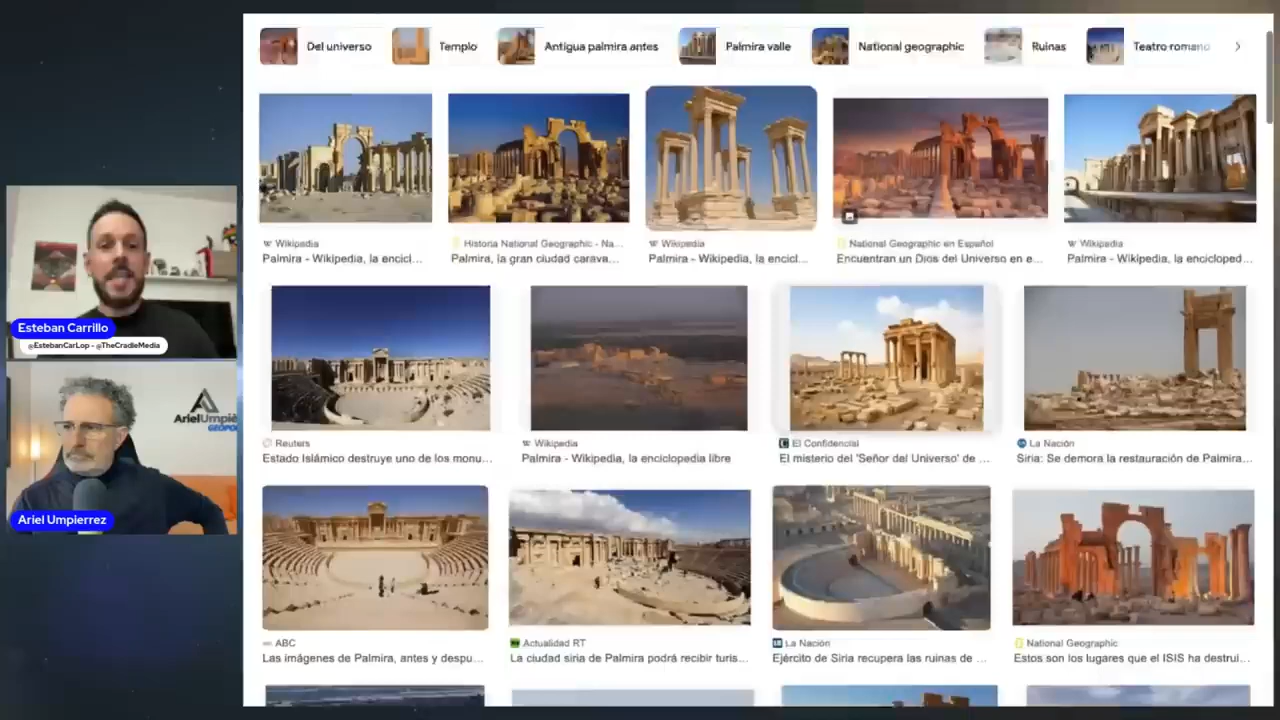 Del universo
Templo
Antigua palmira antes
Palmira valle
National geographic
Ruinas
Teatro romano
Wikipedia
Palmira - Wikipedia, la encicl...
Historia National Geographic - Na...
Palmira, la gran ciudad carava...
Wikipedia
Palmira - Wikipedia, la encicl...
National Geographic en Español
Encuentran un Dios del Universo en e...
Wikipedia
Palmira - Wikipedia, la encicloped...
Esteban Carrillo
@EstebanCarLop - @TheCradleMedia
Reuters
Estado Islámico destruye uno de los monu...
Wikipedia
Palmira - Wikipedia, la enciclopedia libre
El Confidencial
El misterio del 'Señor del Universo' de ...
La Nación
Siria: Se demora la restauración de Palmira...
ArielUmpiè
GEOPOL
Ariel Umpierrez
ABC
Las imágenes de Palmira, antes y despu...
Actualidad RT
La ciudad siria de Palmira podrá recibir turis...
La Nación
Ejército de Siria recupera las ruinas de ...
National Geographic
Estos son los lugares que el ISIS ha destrui...